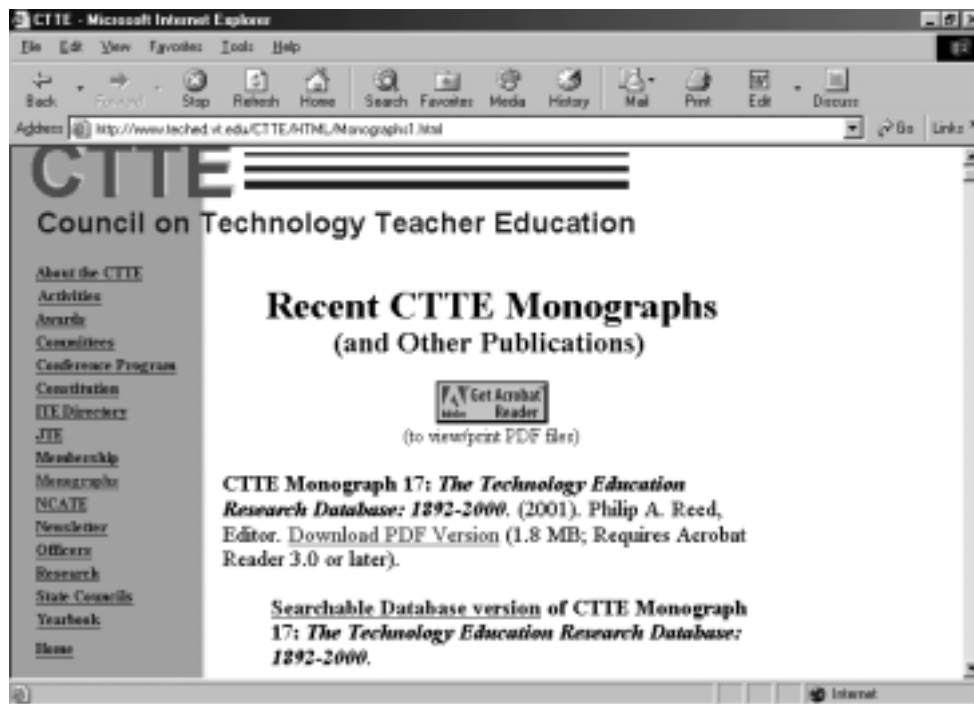 CTTE - Microsoft Internet Explorer
File Edit View Favorites Tools Help
Back Forward Stop Refresh Home Search Favorites Media History Mail Print Edit Discuss
Address http://www.teched.vt.edu/CTTE/HTML/Monographs1.html Go Links
CTTE
Council on Technology Teacher Education
About the CTTE
Activities
Awards
Committees
Conference Program
Constitution
ITE Directory
JTE
Membership
Monographs
NCATE
Newsletter
Officers
Research
State Councils
Yearbook
Home
Recent CTTE Monographs
(and Other Publications)
Get Acrobat
Adobe Reader
(to view/print PDF files)
CTTE Monograph 17: The Technology Education
Research Database: 1892-2000. (2001). Philip A. Reed,
Editor. Download PDF Version (1.8 MB; Requires Acrobat
Reader 3.0 or later).
Searchable Database version of CTTE Monograph
17: The Technology Education Research Database:
1892-2000.
Internet